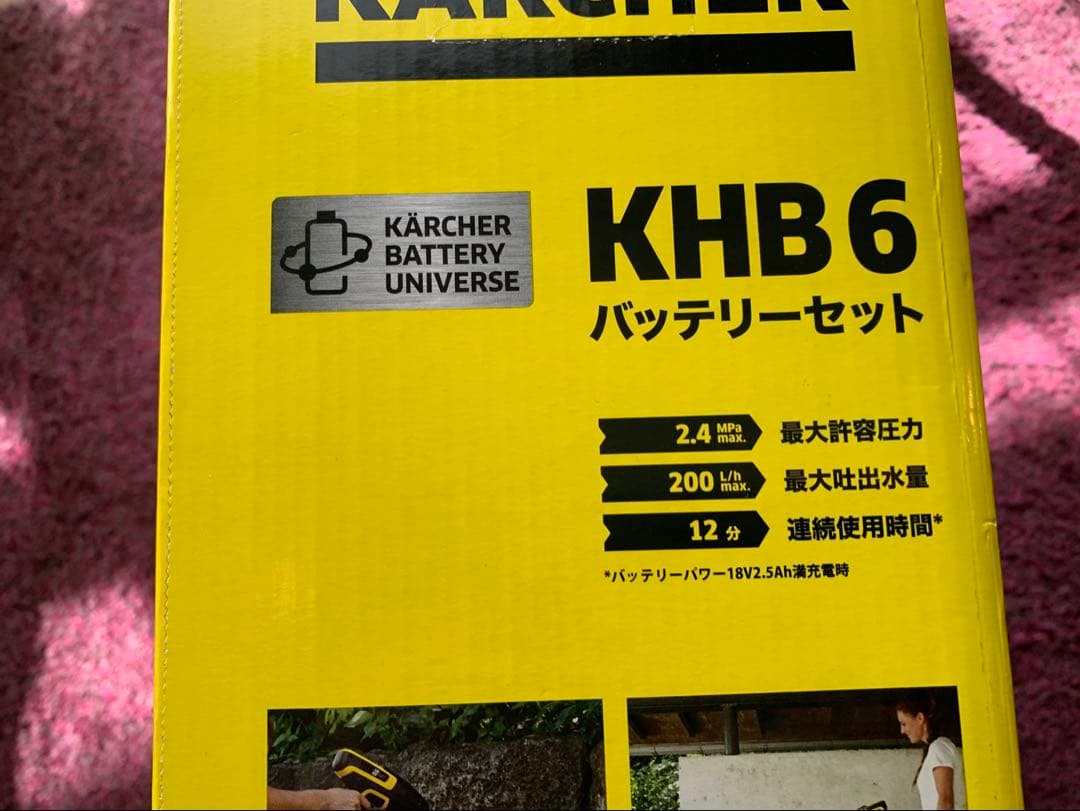 KÄRCHER
KÄRCHER
BATTERY
UNIVERSE
KHB 6
バッテリーセット
2.4 MPa max. 最大許容圧力
200 L/h max. 最大吐出水量
12 分 連続使用時間*
*バッテリーパワー18V2.5Ah満充電時